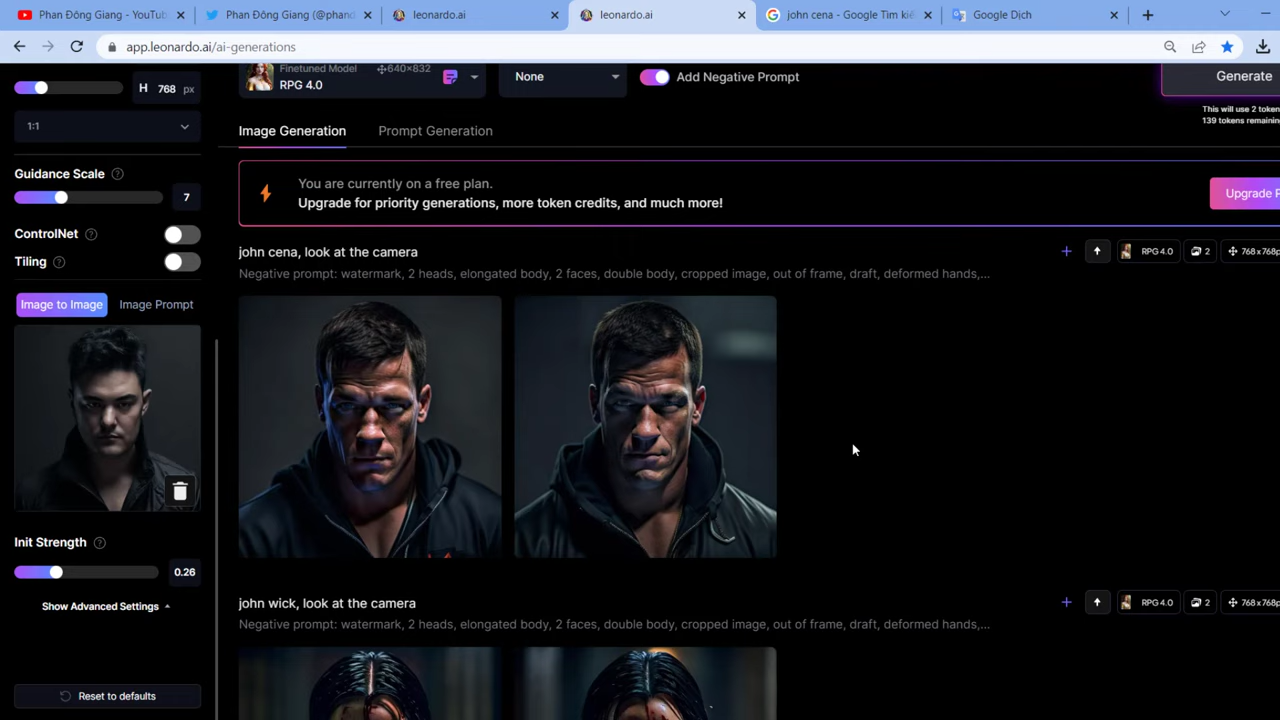 Phan Đông Giang - YouTub
Phan Đông Giang (@phand
leonardo.ai
leonardo.ai
john cena - Google Tìm kiế
Google Dịch
app.leonardo.ai/ai-generations
H 768 px
Finetuned Model
640×832
RPG 4.0
None
Add Negative Prompt
Generate
This will use 2 token
139 tokens remaining
1:1
Image Generation
Prompt Generation
Guidance Scale
7
You are currently on a free plan.
Upgrade for priority generations, more token credits, and much more!
Upgrade P
ControlNet
Tiling
john cena, look at the camera
RPG 4.0
2
768x768p
Negative prompt: watermark, 2 heads, elongated body, 2 faces, double body, cropped image, out of frame, draft, deformed hands,...
Image to Image
Image Prompt
Init Strength
0.26
Show Advanced Settings
john wick, look at the camera
RPG 4.0
2
768x768p
Negative prompt: watermark, 2 heads, elongated body, 2 faces, double body, cropped image, out of frame, draft, deformed hands,...
Reset to defaults